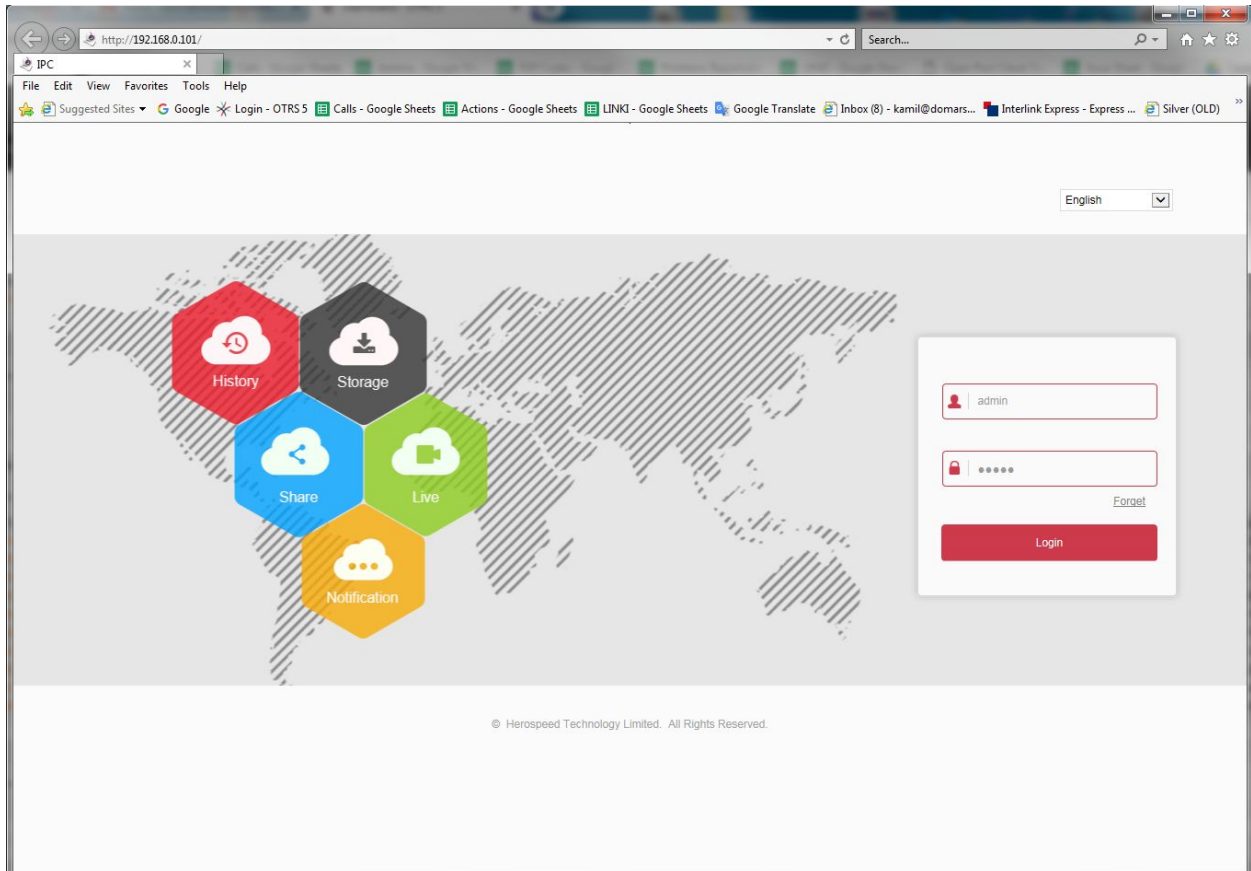 http://192.168.0.101/
Search...
IPC
File Edit View Favorites Tools Help
Suggested Sites Google Login - OTRS 5 Calls - Google Sheets Actions - Google Sheets LINKI - Google Sheets Google Translate Inbox (8) - kamil@domars... Interlink Express - Express ... Silver (OLD) »
English
History
Storage
Share
Live
Notification
admin
●●●●●
Forget
Login
© Herospeed Technology Limited. All Rights Reserved.